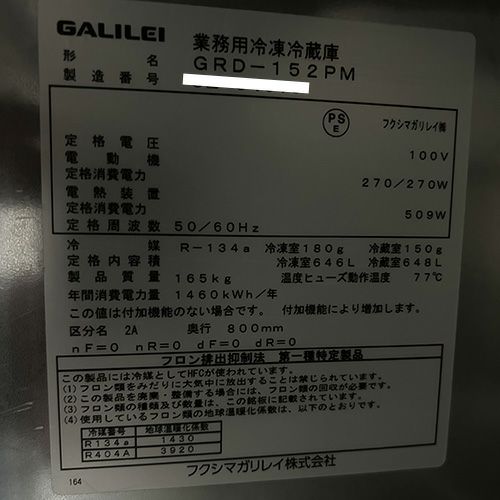 GALILEI 業務用冷凍冷蔵庫
形名 GRD-152PM
製造番号
PS
E
フクシマガリレイ㈱
定格電圧 100V
電動機
定格消費電力 270/270W
電熱装置
定格消費電力 509W
定格周波数 50/60Hz
冷媒 R-134a 冷凍室180g 冷蔵室150g
定格内容積 冷凍室646L 冷蔵室648L
製品質量 165kg 温度ヒューズ動作温度 77℃
年間消費電力量 1460kWh/年
この値は付加機能のない場合です。 付加機能により増加します。
区分名 2A 奥行 800mm
nF=0 nR=0 dF=0 dR=0
フロン排出抑制法 第一種特定製品
この製品には冷媒としてHFCが使われています。
(1)フロン類をみだりに大気中に放出することは禁じられています。
(2)この製品を廃棄・整備する場合には、フロン類の回収が必要です。
(3)フロン類の種類及び数量は、この銘板に記載されています。
(4)使用しているフロン類の地球温暖化係数は、以下のとおりです。
冷媒番号 地球温暖化係数
R134a 1430
R404A 3920
フクシマガリレイ株式会社
164